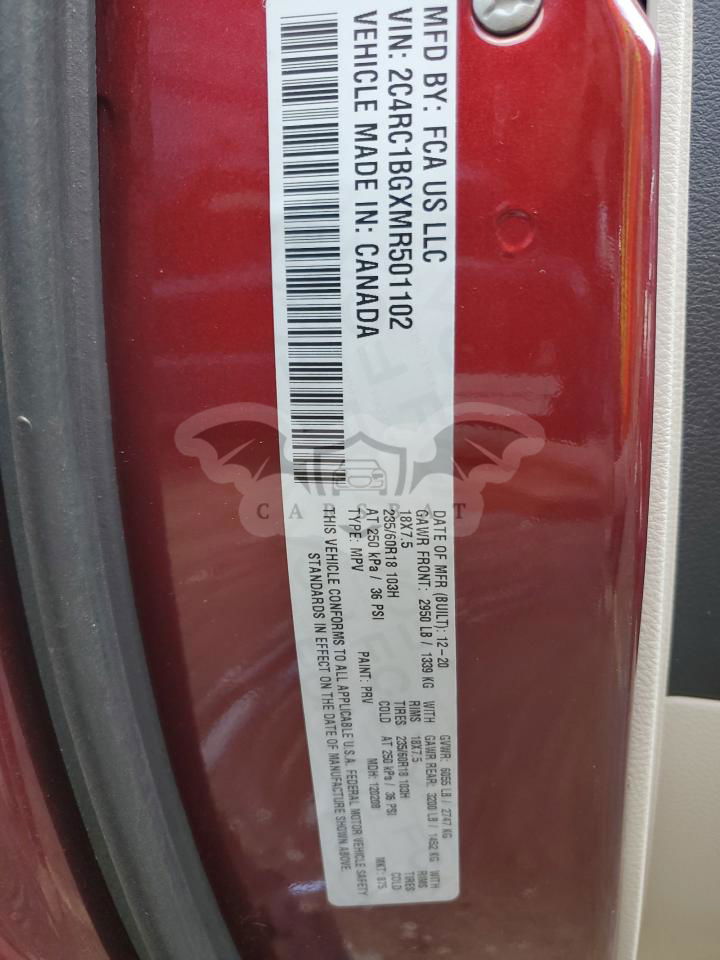 MFD BY: FCA US LLC
VIN: 2C4RC1BGXMR501102
VEHICLE MADE IN: CANADA
DATE OF MFR (BUILT): 12-20 GVWR: 6055 LB / 2747 KG
GAWR FRONT: 2950 LB / 1339 KG WITH GAWR REAR: 3200 LB / 1452 KG WITH
18X7.5 RIMS 18X7.5 RIMS
235/60R18 103H TIRES 235/60R18 103H TIRES
AT 250 kPa / 36 PSI COLD AT 250 kPa / 36 PSI COLD
TYPE: MPV PAINT: PRV MDH: 120208 MKT: 875
THIS VEHICLE CONFORMS TO ALL APPLICABLE U.S.A. FEDERAL MOTOR VEHICLE SAFETY
STANDARDS IN EFFECT ON THE DATE OF MANUFACTURE SHOWN ABOVE